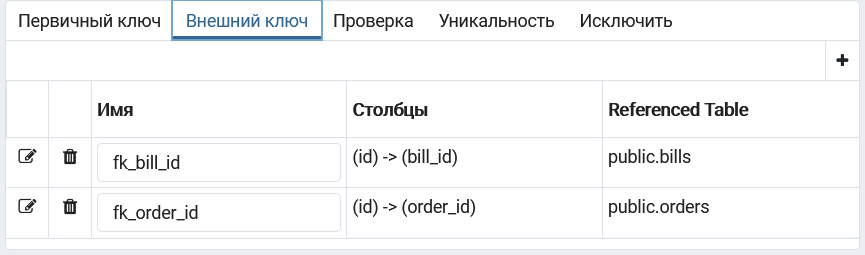 Первичный ключ Внешний ключ Проверка Уникальность Исключить
Имя Столбцы Referenced Table
fk_bill_id (id) -> (bill_id) public.bills
fk_order_id (id) -> (order_id) public.orders